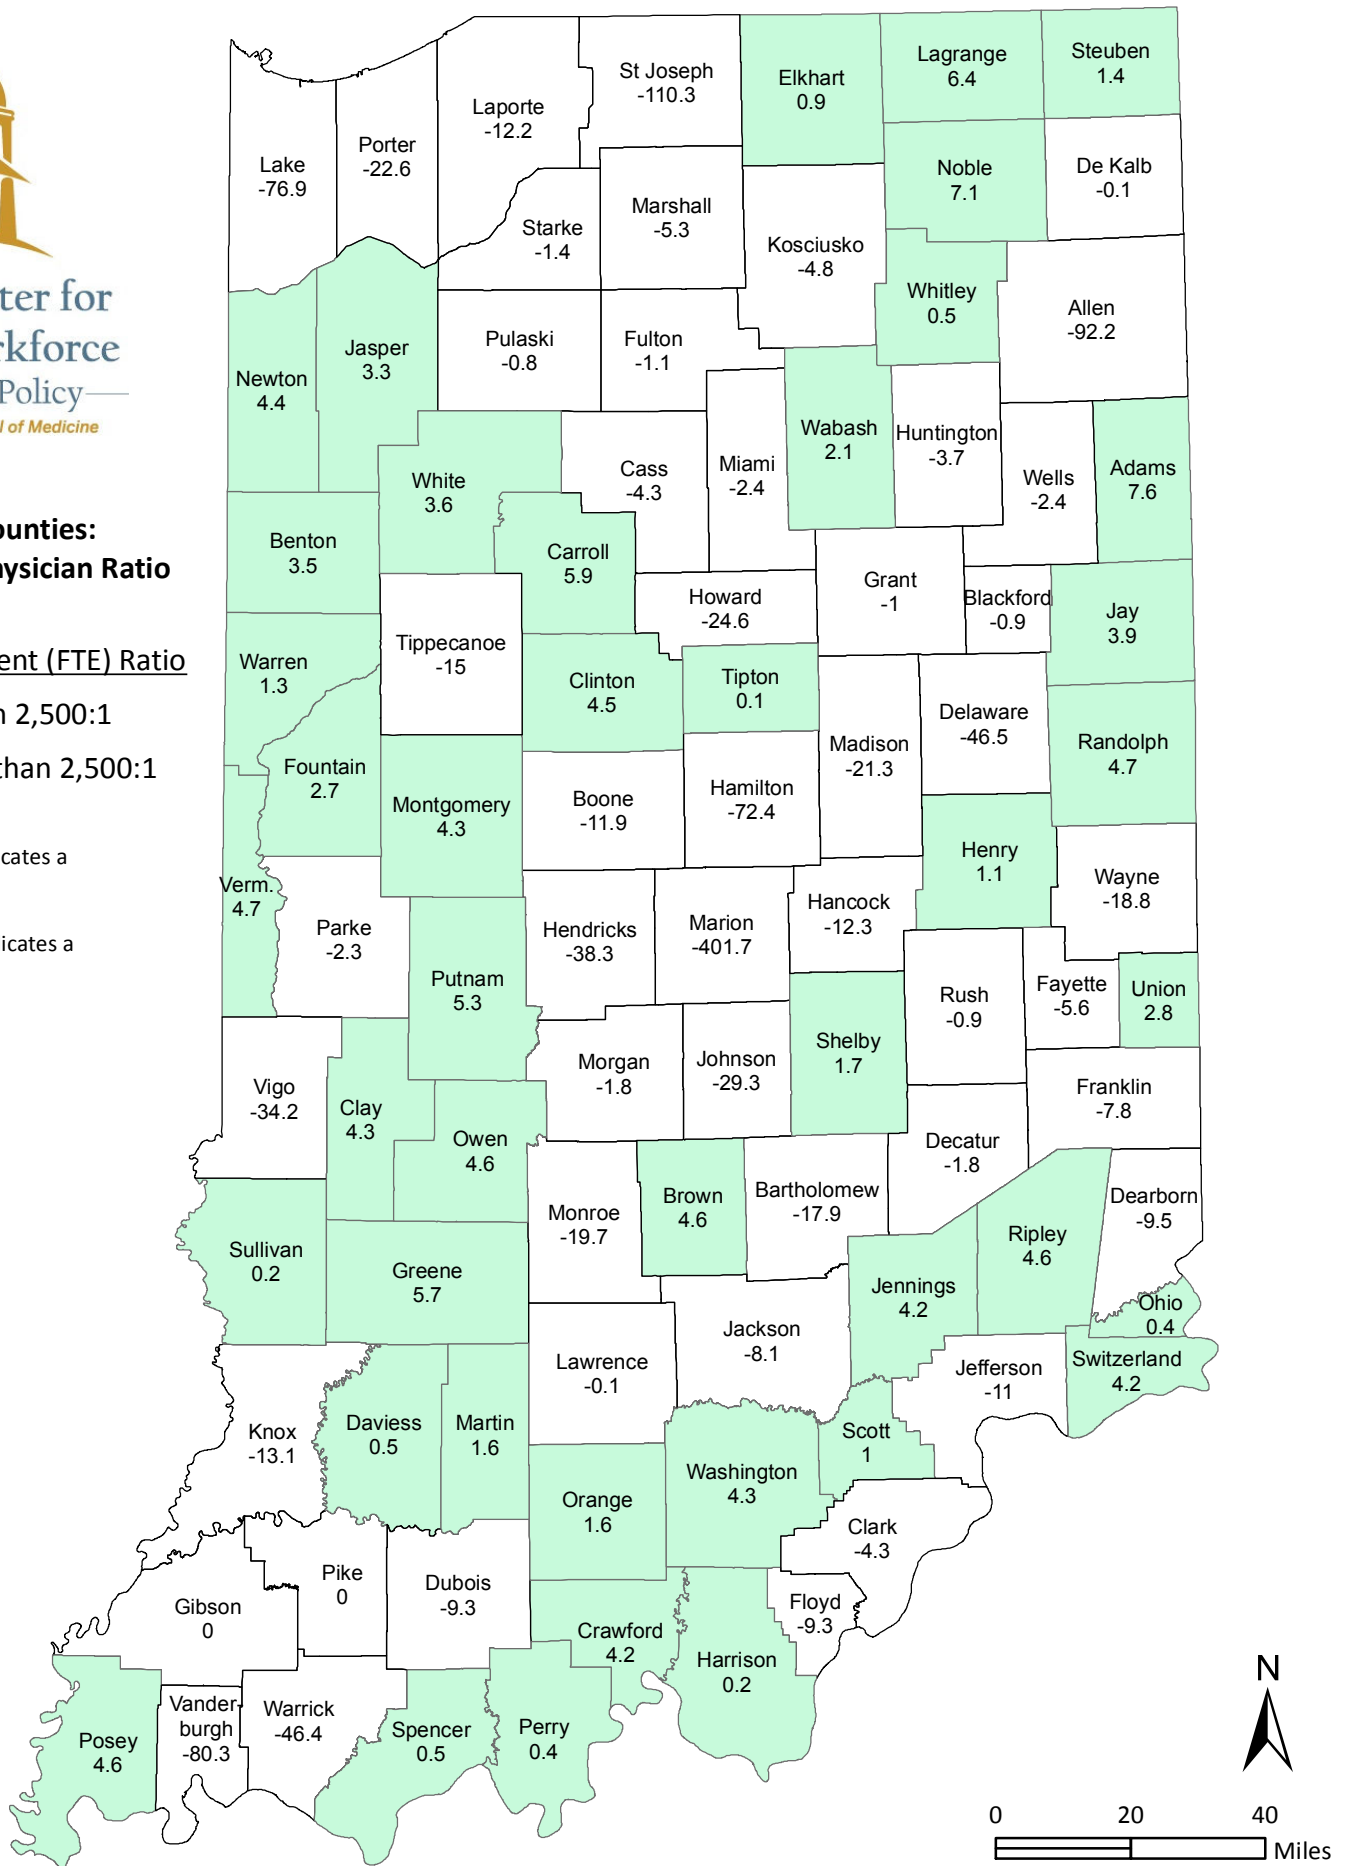 ter for
rkforce
Policy
l of Medicine
ounties:
ysician Ratio
ent (FTE) Ratio
n 2,500:1
than 2,500:1
icates a
dicates a
St Joseph
-110.3
Elkhart
0.9
Lagrange
6.4
Steuben
1.4
Laporte
-12.2
Porter
-22.6
Lake
-76.9
Noble
7.1
De Kalb
-0.1
Starke
-1.4
Marshall
-5.3
Kosciusko
-4.8
Whitley
0.5
Allen
-92.2
Newton
4.4
Jasper
3.3
Pulaski
-0.8
Fulton
-1.1
Wabash
2.1
Huntington
-3.7
White
3.6
Cass
-4.3
Miami
-2.4
Wells
-2.4
Adams
7.6
Benton
3.5
Carroll
5.9
Howard
-24.6
Grant
-1
Blackford
-0.9
Jay
3.9
Warren
1.3
Tippecanoe
-15
Clinton
4.5
Tipton
0.1
Delaware
-46.5
Randolph
4.7
Madison
-21.3
Fountain
2.7
Montgomery
4.3
Boone
-11.9
Hamilton
-72.4
Henry
1.1
Wayne
-18.8
Verm.
4.7
Parke
-2.3
Hendricks
-38.3
Marion
-401.7
Hancock
-12.3
Putnam
5.3
Rush
-0.9
Fayette
-5.6
Union
2.8
Shelby
1.7
Morgan
-1.8
Johnson
-29.3
Vigo
-34.2
Clay
4.3
Franklin
-7.8
Owen
4.6
Decatur
-1.8
Monroe
-19.7
Brown
4.6
Bartholomew
-17.9
Dearborn
-9.5
Sullivan
0.2
Greene
5.7
Ripley
4.6
Jennings
4.2
Ohio
0.4
Jackson
-8.1
Lawrence
-0.1
Jefferson
-11
Switzerland
4.2
Knox
-13.1
Daviess
0.5
Martin
1.6
Scott
1
Washington
4.3
Orange
1.6
Clark
-4.3
Pike
0
Gibson
0
Dubois
-9.3
Floyd
-9.3
Crawford
4.2
Harrison
0.2
Posey
4.6
Vander-
burgh
-80.3
Warrick
-46.4
Spencer
0.5
Perry
0.4
N
0 20 40
Miles